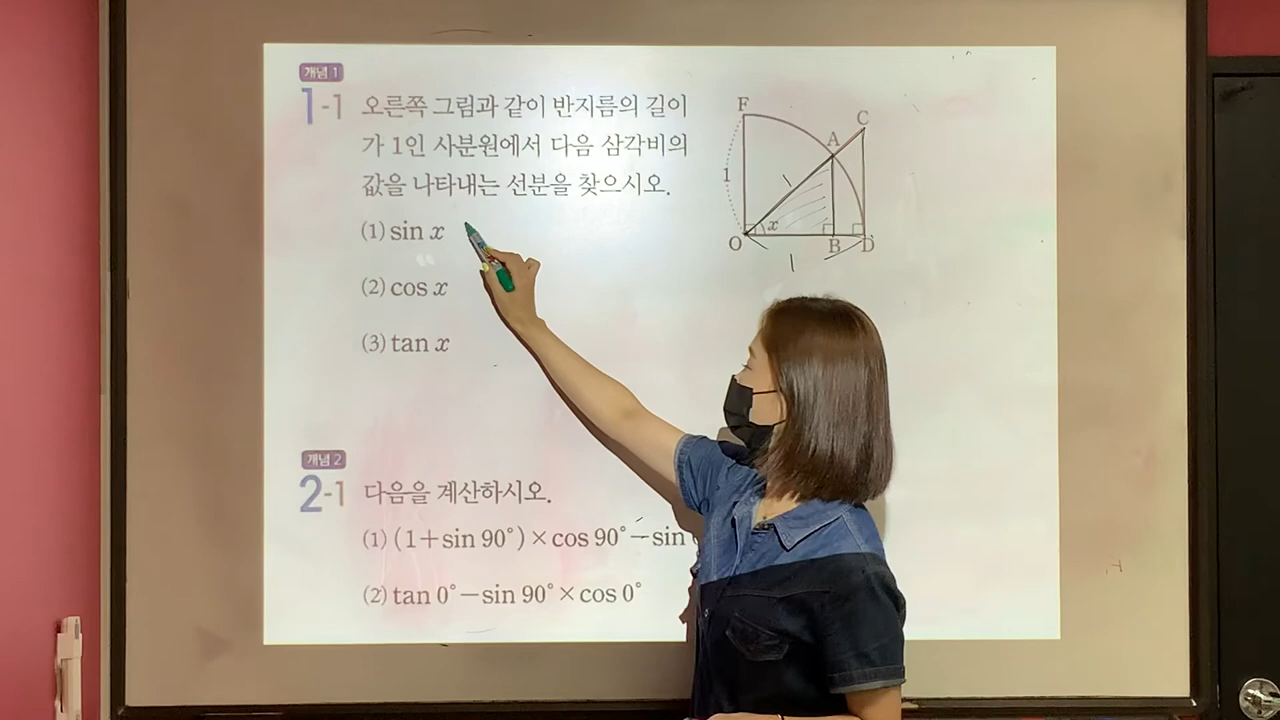 개념 1
1-1 오른쪽 그림과 같이 반지름의 길이
가 1인 사분원에서 다음 삼각비의
값을 나타내는 선분을 찾으시오.
(1) sin x
(2) cos x
(3) tan x
F
A
C
1
x
O
B
D
1
개념 2
2-1 다음을 계산하시오.
(1) (1+sin 90°)×cos 90°-sin
(2) tan 0°-sin 90°×cos 0°